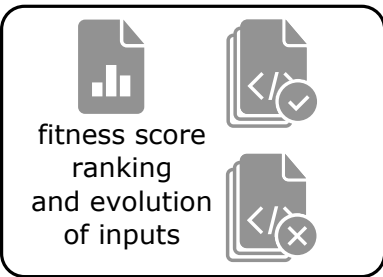 fitness score
ranking
and evolution
of inputs